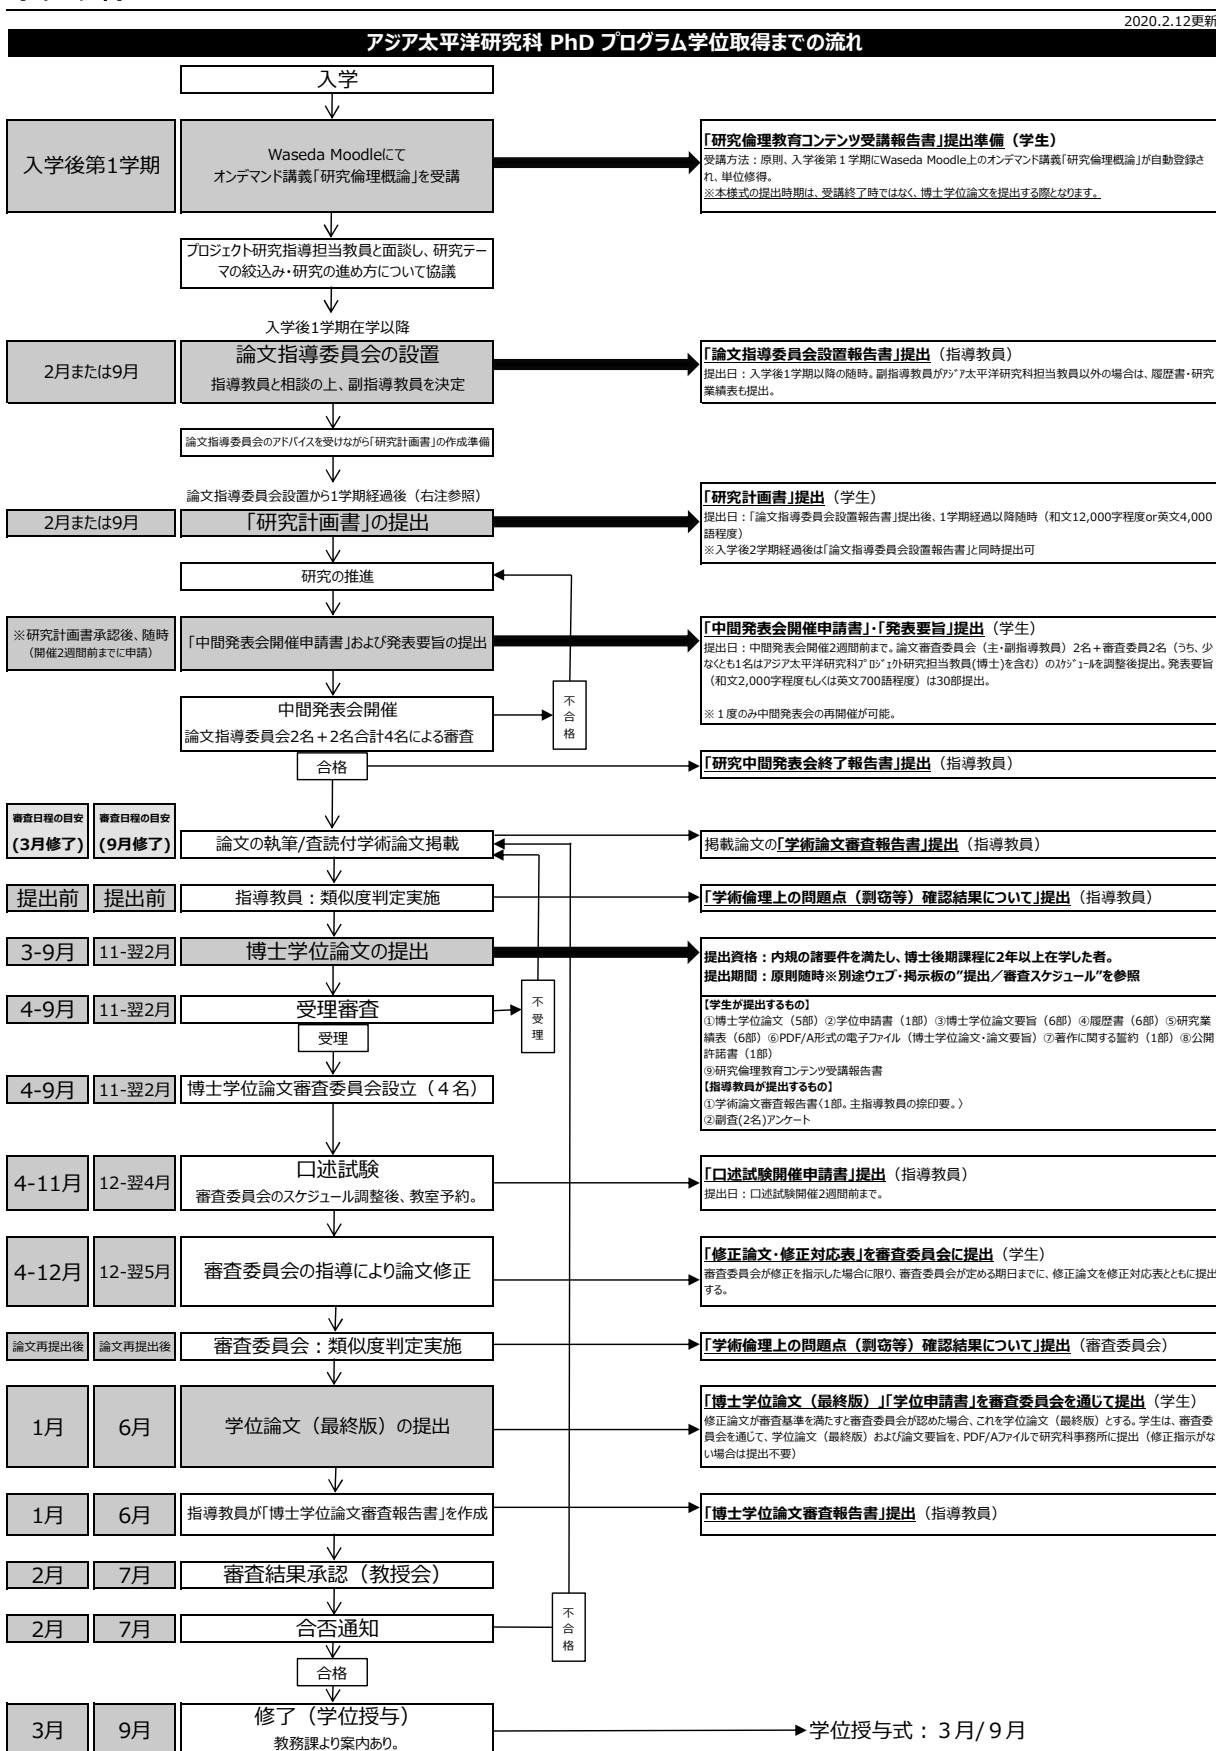 2020.2.12更新
アジア太平洋研究科 PhD プログラム学位取得までの流れ
入学
入学後第1学期
Waseda Moodleにて
オンデマンド講義「研究倫理概論」を受講
「研究倫理教育コンテンツ受講報告書」提出準備（学生）
受講方法：原則、入学後第１学期にWaseda Moodle上のオンデマンド講義「研究倫理概論」が自動登録さ
れ、単位修得。
※本様式の提出時期は、受講終了時ではなく、博士学位論文を提出する際となります。
プロジェクト研究指導担当教員と面談し、研究テー
マの絞込み・研究の進め方について協議
入学後1学期在学以降
2月または9月
論文指導委員会の設置
指導教員と相談の上、副指導教員を決定
「論文指導委員会設置報告書」提出（指導教員）
提出日：入学後1学期以降の随時。副指導教員がｱｼﾞｱ太平洋研究科担当教員以外の場合は、履歴書・研究
業績表も提出。
論文指導委員会のアドバイスを受けながら「研究計画書」の作成準備
論文指導委員会設置から1学期経過後（右注参照）
2月または9月
「研究計画書」の提出
「研究計画書」提出（学生）
提出日：「論文指導委員会設置報告書」提出後、1学期経過以降随時（和文12,000字程度or英文4,000
語程度）
※入学後2学期経過後は「論文指導委員会設置報告書」と同時提出可
研究の推進
※研究計画書承認後、随時
（開催2週間前までに申請）
「中間発表会開催申請書」および発表要旨の提出
「中間発表会開催申請書」・「発表要旨」提出（学生）
提出日：中間発表会開催2週間前まで。論文審査委員会（主・副指導教員）2名＋審査委員2名（うち、少
なくとも1名はアジア太平洋研究科ﾌﾟﾛｼﾞｪｸﾄ研究担当教員(博士)を含む）のｽｹｼﾞｭｰﾙを調整後提出。発表要旨
（和文2,000字程度もしくは英文700語程度）は30部提出。
※１度のみ中間発表会の再開催が可能。
中間発表会開催
論文指導委員会2名＋2名合計4名による審査
不合格
合格
「研究中間発表会終了報告書」提出（指導教員）
審査日程の目安
(3月修了)
審査日程の目安
(9月修了)
論文の執筆/査読付学術論文掲載
掲載論文の「学術論文審査報告書」提出（指導教員）
提出前
提出前
指導教員：類似度判定実施
「学術倫理上の問題点（剽窃等）確認結果について」提出（指導教員）
3-9月
11-翌2月
博士学位論文の提出
提出資格：内規の諸要件を満たし、博士後期課程に2年以上在学した者。
提出期間：原則随時※別途ウェブ・掲示板の”提出／審査スケジュール”を参照
4-9月
11-翌2月
受理審査
不受理
受理
【学生が提出するもの】
①博士学位論文（5部）②学位申請書（1部）③博士学位論文要旨（6部）④履歴書（6部）⑤研究業
績表（6部）⑥PDF/A形式の電子ファイル（博士学位論文・論文要旨）⑦著作に関する誓約（1部）⑧公開
許諾書（1部）
⑨研究倫理教育コンテンツ受講報告書
【指導教員が提出するもの】
①学術論文審査報告書〈1部。主指導教員の捺印要。〉
②副査(2名)アンケート
4-9月
11-翌2月
博士学位論文審査委員会設立（４名）
4-11月
12-翌4月
口述試験
審査委員会のスケジュール調整後、教室予約。
「口述試験開催申請書」提出（指導教員）
提出日：口述試験開催2週間前まで。
4-12月
12-翌5月
審査委員会の指導により論文修正
「修正論文・修正対応表」を審査委員会に提出（学生）
審査委員会が修正を指示した場合に限り、審査委員会が定める期日までに、修正論文を修正対応表とともに提出
する。
論文再提出後
論文再提出後
審査委員会：類似度判定実施
「学術倫理上の問題点（剽窃等）確認結果について」提出（審査委員会）
1月
6月
学位論文（最終版）の提出
「博士学位論文（最終版）」「学位申請書」を審査委員会を通じて提出（学生）
修正論文が審査基準を満たすと審査委員会が認めた場合、これを学位論文（最終版）とする。学生は、審査委
員会を通じて、学位論文（最終版）および論文要旨を、PDF/Aファイルで研究科事務所に提出（修正指示がな
い場合は提出不要）
1月
6月
指導教員が「博士学位論文審査報告書」を作成
「博士学位論文審査報告書」提出（指導教員）
2月
7月
審査結果承認（教授会）
2月
7月
合否通知
不合格
合格
3月
9月
修了（学位授与）
教務課より案内あり。
学位授与式：３月/９月